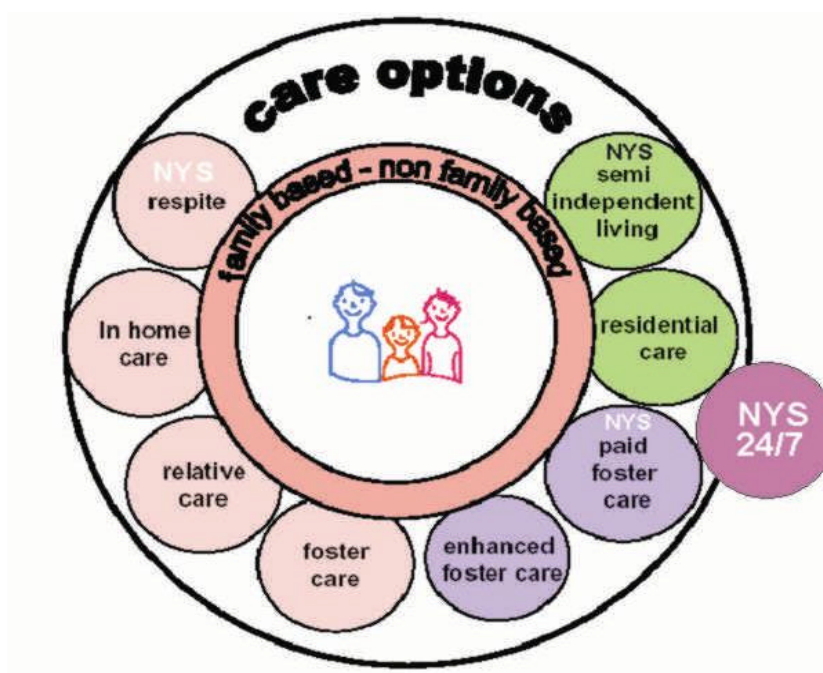 care options
family based - non family based
NYS
respite
In home
care
relative
care
foster
care
enhanced
foster care
NYS
paid
foster
care
NYS
24/7
residential
care
NYS
semi
independent
living